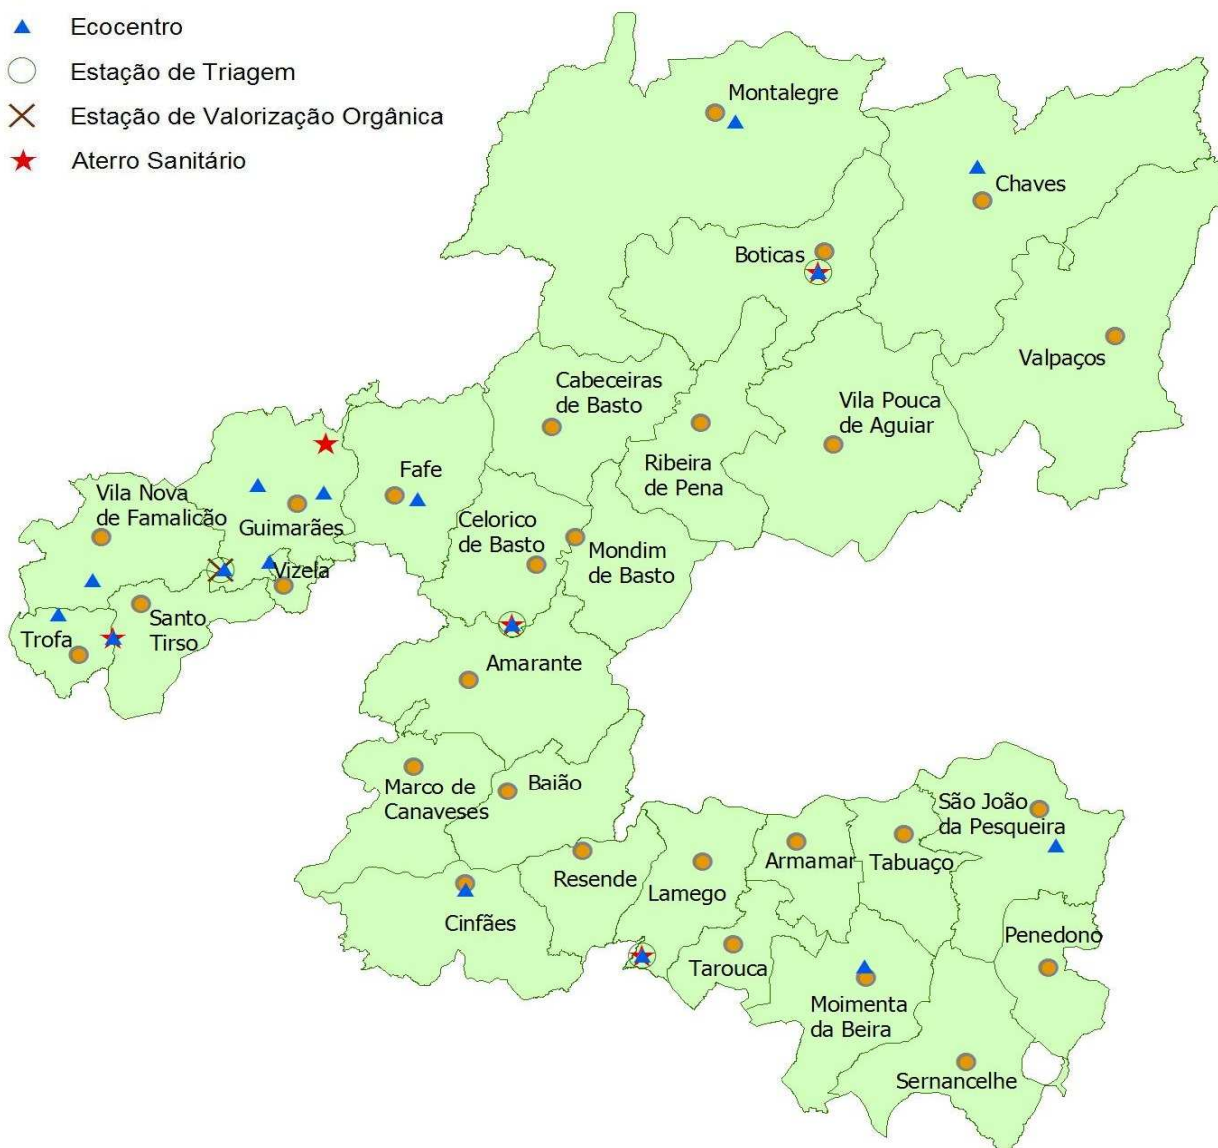 Ecocentro
Estação de Triagem
Estação de Valorização Orgânica
Aterro Sanitário
Montalegre
Chaves
Boticas
Valpaços
Cabeceiras
de Basto
Vila Pouca
de Aguiar
Ribeira
de Pena
Fafe
Vila Nova
de Famalicão
Guimarães
Celorico
de Basto
Mondim
de Basto
Vizela
Santo
Tirso
Trofa
Amarante
Marco de
Canaveses
Baião
São João
da Pesqueira
Resende
Lamego
Armamar
Tabuaço
Cinfães
Penedono
Tarouca
Moimenta
da Beira
Sernancelhe